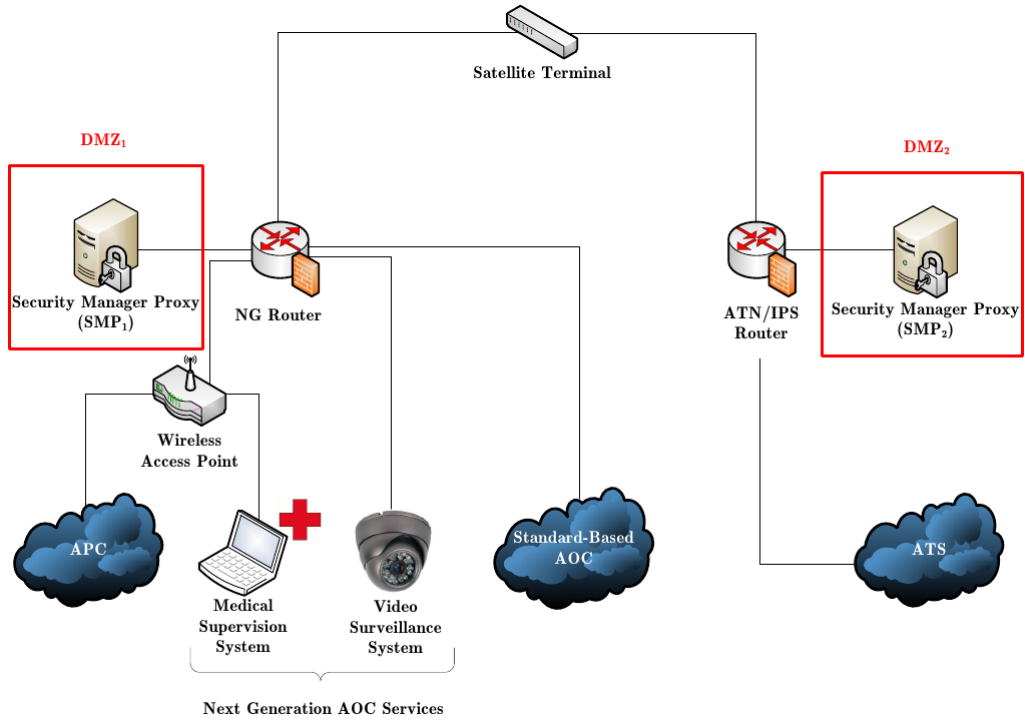 Satellite Terminal
DMZ₁
DMZ₂
Security Manager Proxy
(SMP₁)
NG Router
ATN/IPS
Router
Security Manager Proxy
(SMP₂)
Wireless
Access Point
APC
Standard-Based
AOC
ATS
Medical
Supervision
System
Video
Surveillance
System
Next Generation AOC Services